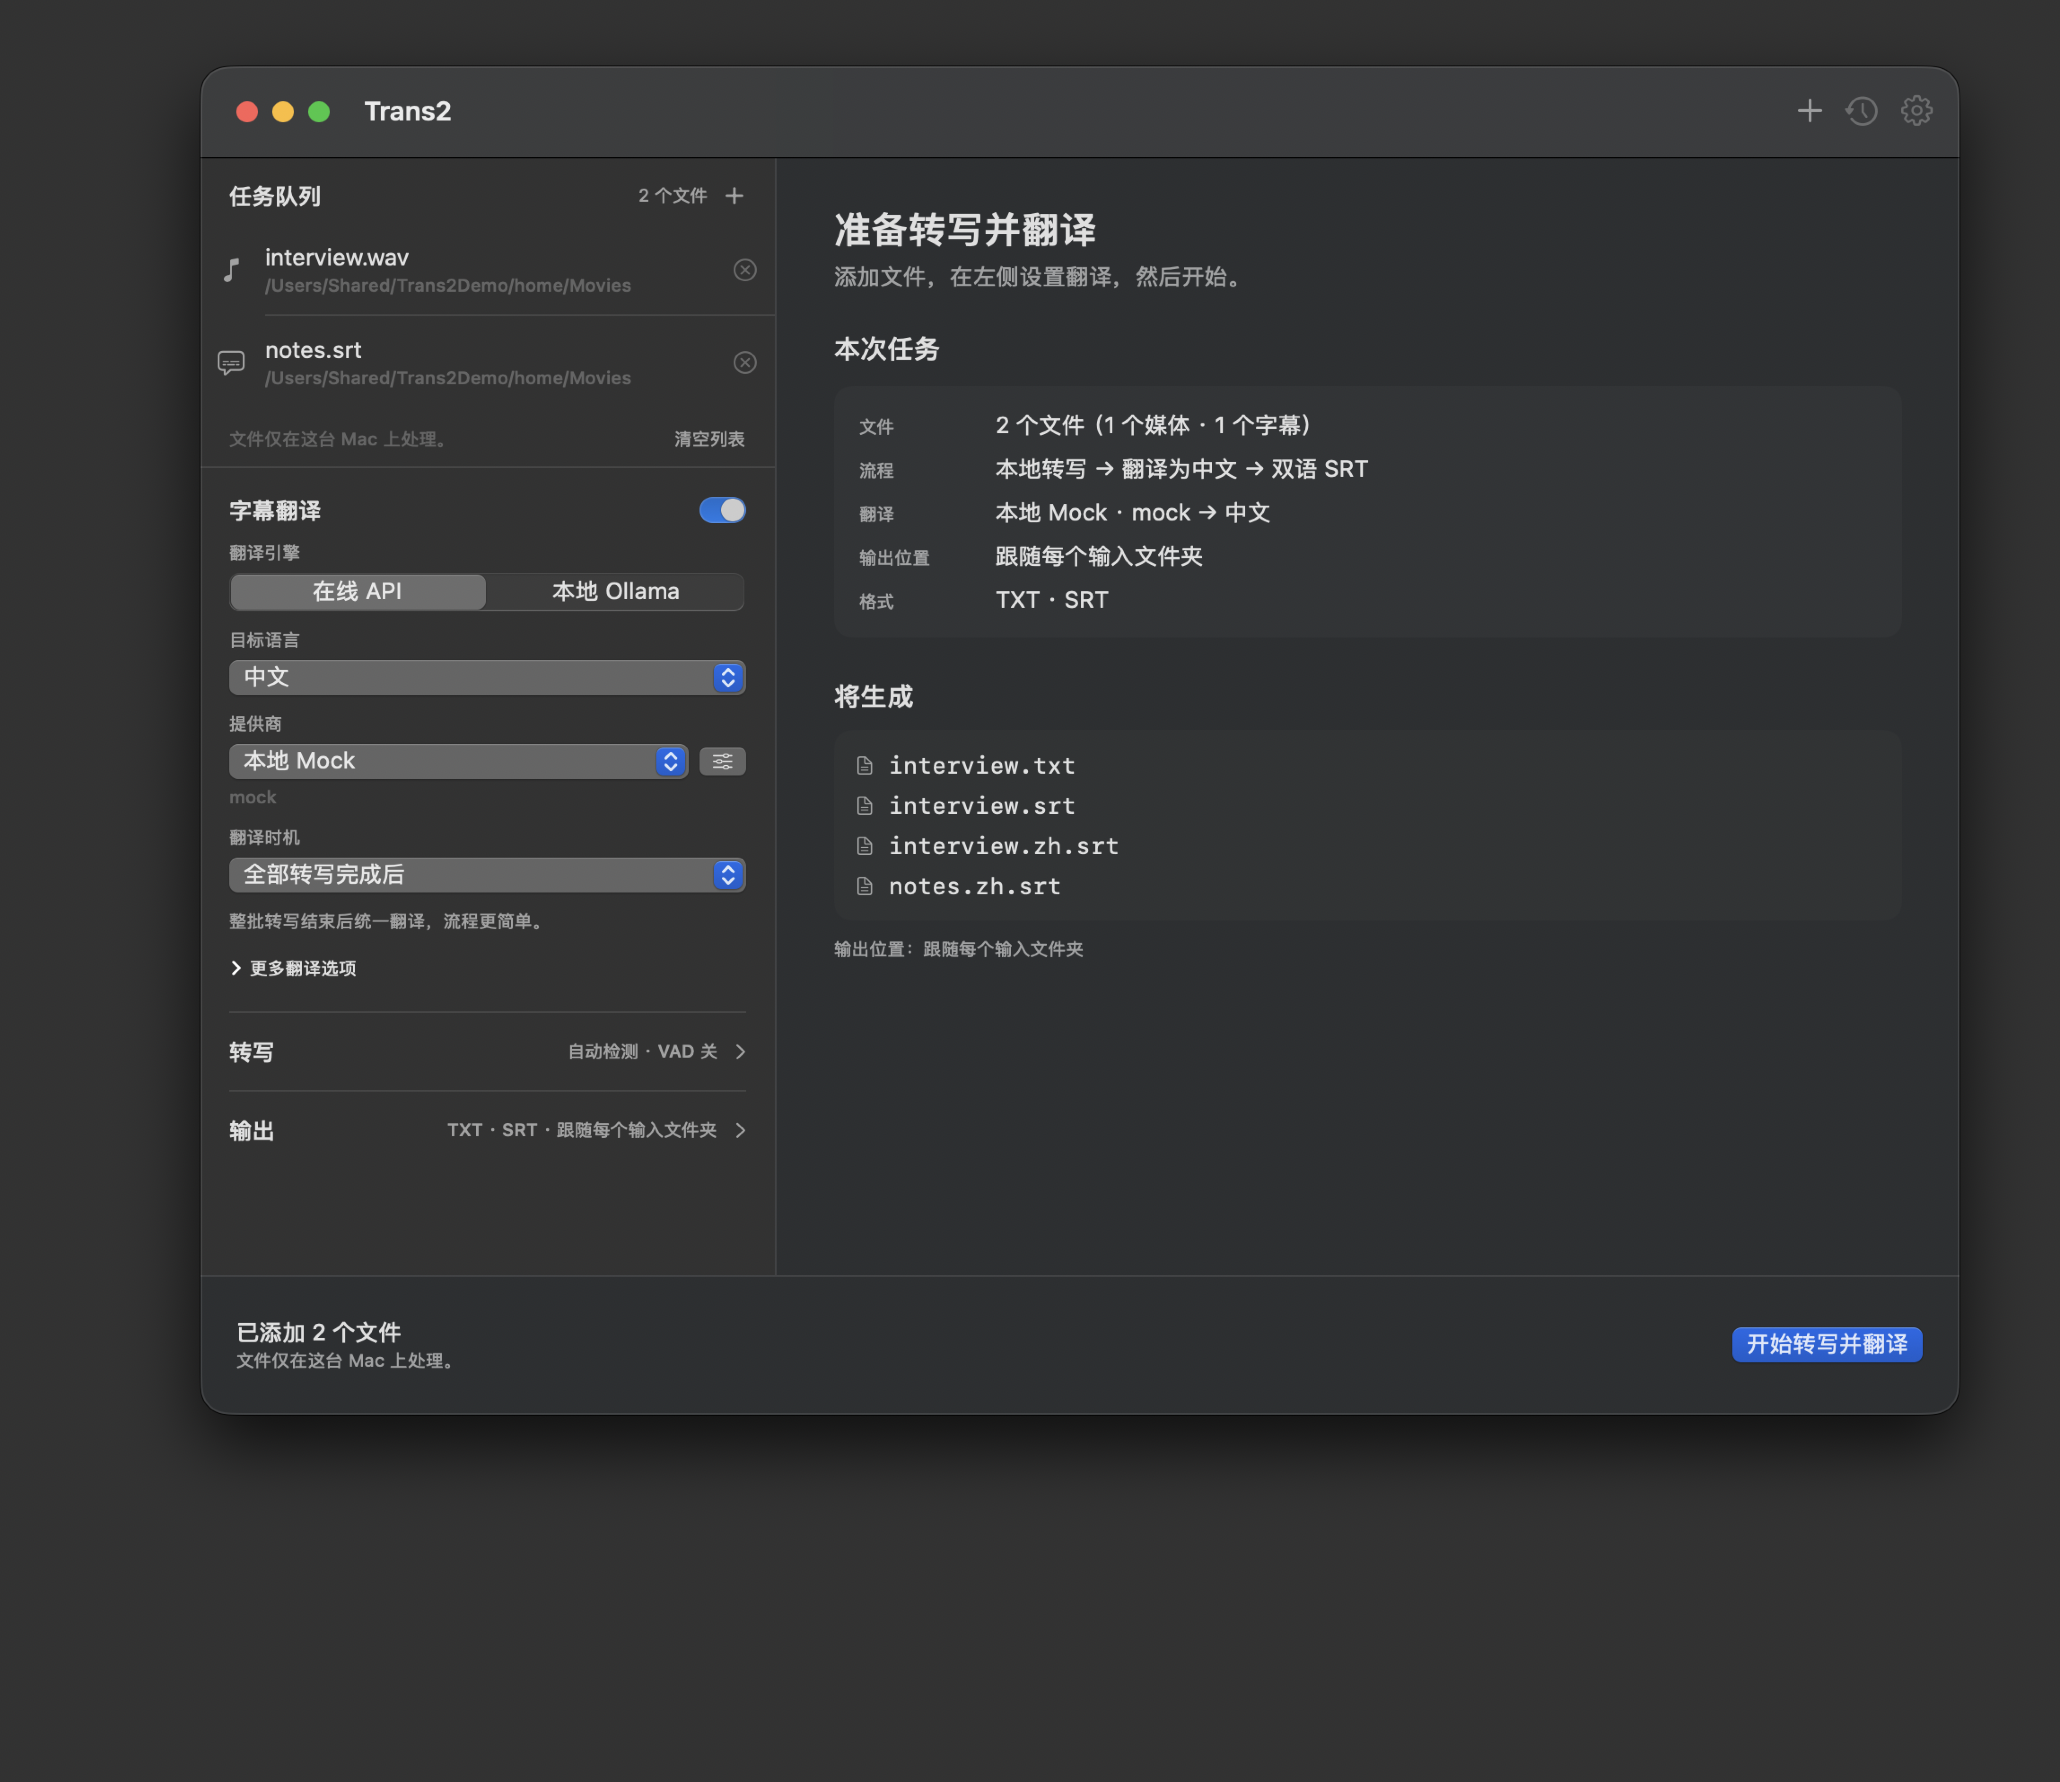 Trans2
任务队列
2 个文件
interview.wav
/Users/Shared/Trans2Demo/home/Movies
notes.srt
/Users/Shared/Trans2Demo/home/Movies
文件仅在这台 Mac 上处理。
清空列表
字幕翻译
翻译引擎
在线 API
本地 Ollama
目标语言
中文
提供商
本地 Mock
mock
翻译时机
全部转写完成后
整批转写结束后统一翻译，流程更简单。
更多翻译选项
转写
自动检测 · VAD 关
输出
TXT · SRT · 跟随每个输入文件夹
准备转写并翻译
添加文件，在左侧设置翻译，然后开始。
本次任务
文件 2 个文件（1 个媒体 · 1 个字幕）
流程 本地转写 → 翻译为中文 → 双语 SRT
翻译 本地 Mock · mock → 中文
输出位置 跟随每个输入文件夹
格式 TXT · SRT
将生成
interview.txt
interview.srt
interview.zh.srt
notes.zh.srt
输出位置：跟随每个输入文件夹
已添加 2 个文件
文件仅在这台 Mac 上处理。
开始转写并翻译